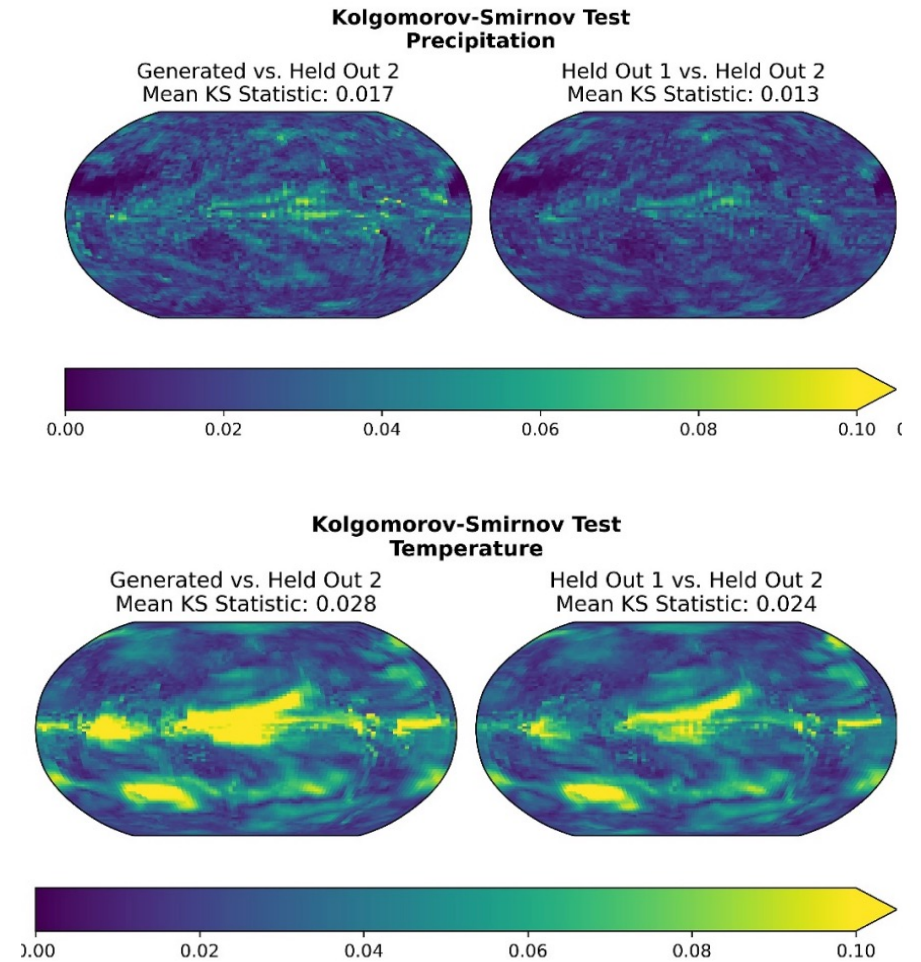 Kolgomorov-Smirnov Test
Precipitation
Generated vs. Held Out 2
Mean KS Statistic: 0.017
Held Out 1 vs. Held Out 2
Mean KS Statistic: 0.013
0.00 0.02 0.04 0.06 0.08 0.10
Kolgomorov-Smirnov Test
Temperature
Generated vs. Held Out 2
Mean KS Statistic: 0.028
Held Out 1 vs. Held Out 2
Mean KS Statistic: 0.024
0.00 0.02 0.04 0.06 0.08 0.10